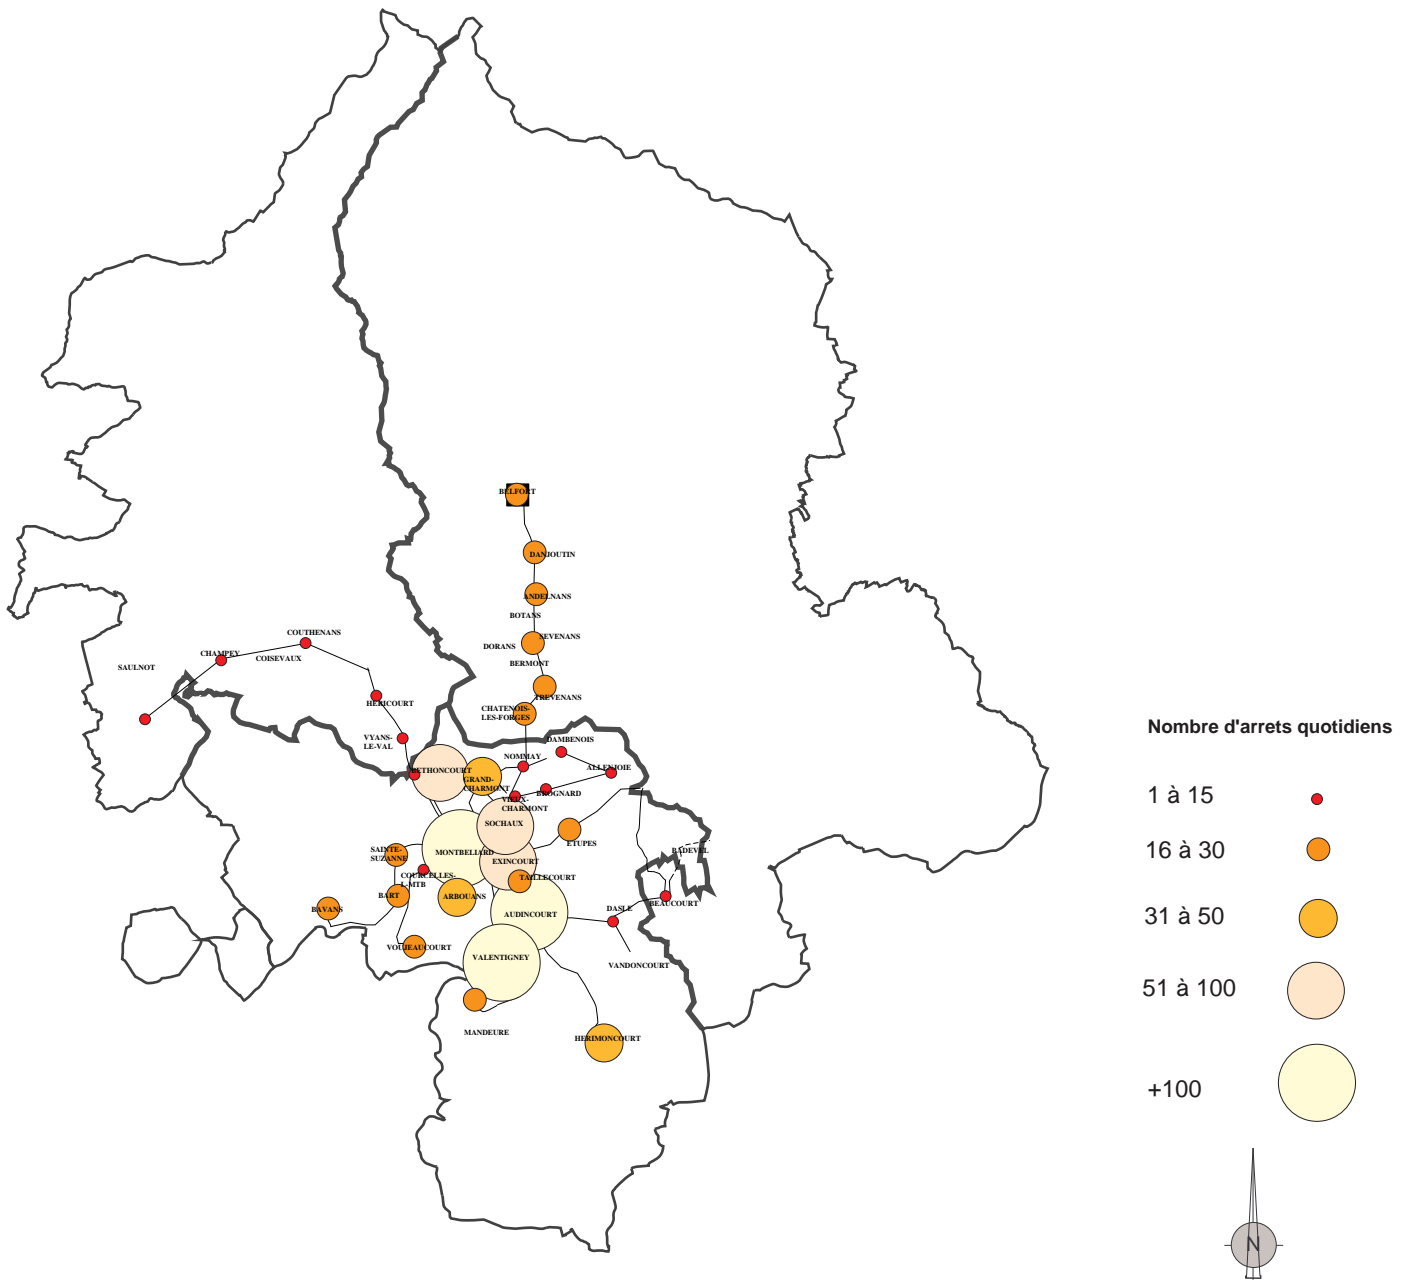 BELFORT
DANJOUTIN
ANDELNANS
BOTANS
SEVENANS
DORANS
BERMONT
TREVENANS
CHATENOIS-
LES-FORGES
COUTHENANS
CHAMPEY
COISEVAUX
SAULNOT
HERICOURT
VYANS-
LE-VAL
DAMBENOIS
NOMMAY
ALLENJOIE
BETHONCOURT
GRAND-
CHARMONT
BROGNARD
VIEUX-
CHARMONT
SOCHAUX
ETUPES
BADEVEL
SAINTE-
SUZANNE
MONTBELIARD
EXINCOURT
COURCELLES-
L-MTB
TAILLECOURT
BART
ARBOUANS
BEAUCOURT
BAVANS
AUDINCOURT
DASLE
VOUJEAUCOURT
VALENTIGNEY
VANDONCOURT
MANDEURE
HERIMONCOURT
Nombre d'arrets quotidiens
1 à 15
16 à 30
31 à 50
51 à 100
+100
N